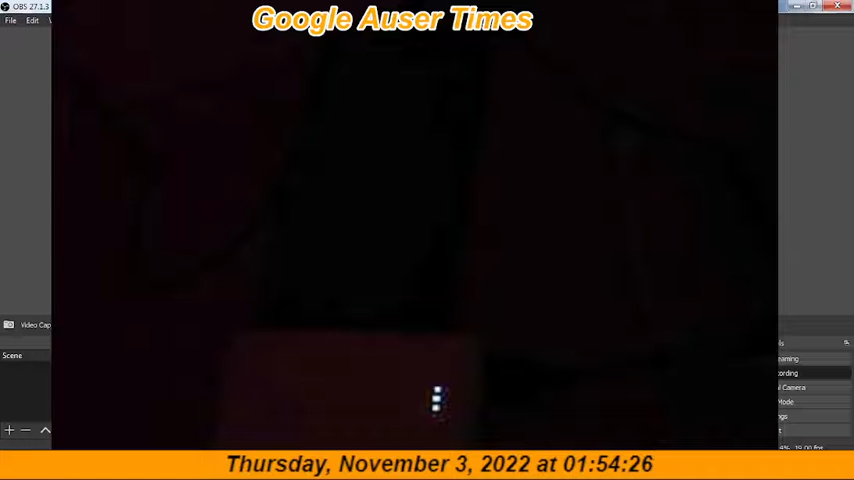 OBS 27.1.3
Google Auser Times
File Edit
Video Cap
Scene
Thursday, November 3, 2022 at 01:54:26